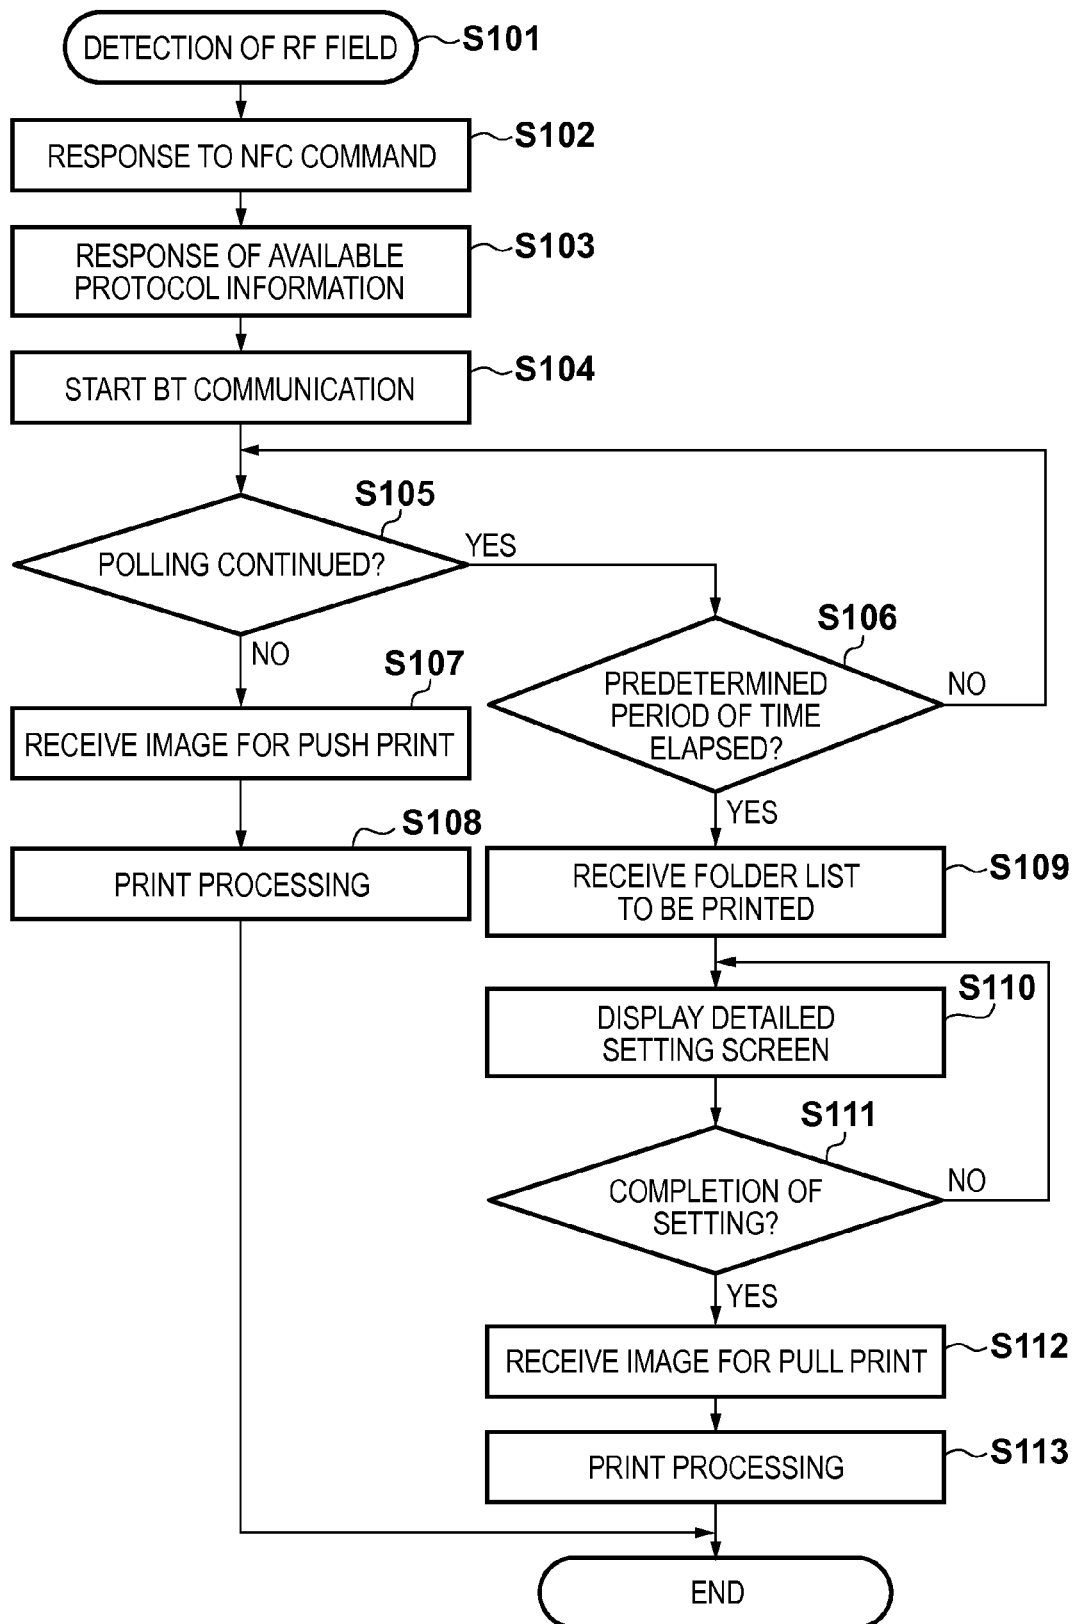 DETECTION OF RF FIELD
S101
RESPONSE TO NFC COMMAND
S102
RESPONSE OF AVAILABLE
PROTOCOL INFORMATION
S103
START BT COMMUNICATION
S104
S105
POLLING CONTINUED?
YES
NO
S106
PREDETERMINED
PERIOD OF TIME
ELAPSED?
NO
YES
S107
RECEIVE IMAGE FOR PUSH PRINT
S108
PRINT PROCESSING
RECEIVE FOLDER LIST
TO BE PRINTED
S109
DISPLAY DETAILED
SETTING SCREEN
S110
S111
COMPLETION OF
SETTING?
NO
YES
RECEIVE IMAGE FOR PULL PRINT
S112
PRINT PROCESSING
S113
END